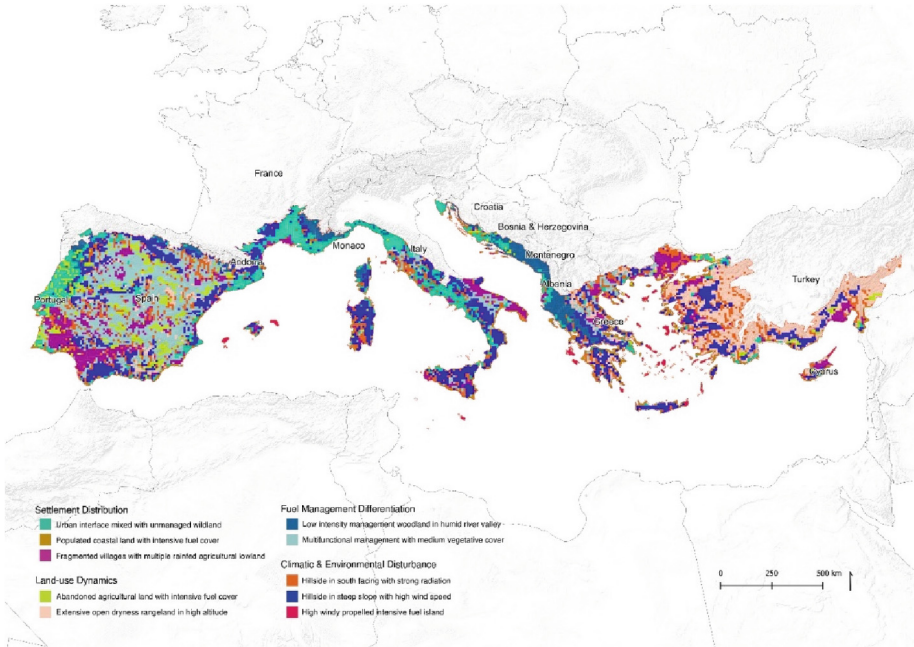 France
Croatia
Bosnia & Herzegovina
Monaco
Italy
Montenegro
Andorra
Albania
Turkey
Portugal
Spain
Greece
Cyprus
Settlement Distribution
Urban interface mixed with unmanaged wildland
Populated coastal land with intensive fuel cover
Fragmented villages with multiple rainfed agricultural lowland
Land-use Dynamics
Abandoned agricultural land with intensive fuel cover
Extensive open dryness rangeland in high altitude
Fuel Management Differentiation
Low intensity management woodland in humid river valley
Multifunctional management with medium vegetative cover
Climatic & Environmental Disturbance
Hillside in south facing with strong radiation
Hillside in steep slope with high wind speed
High windy propelled intensive fuel island
0 250 500 km